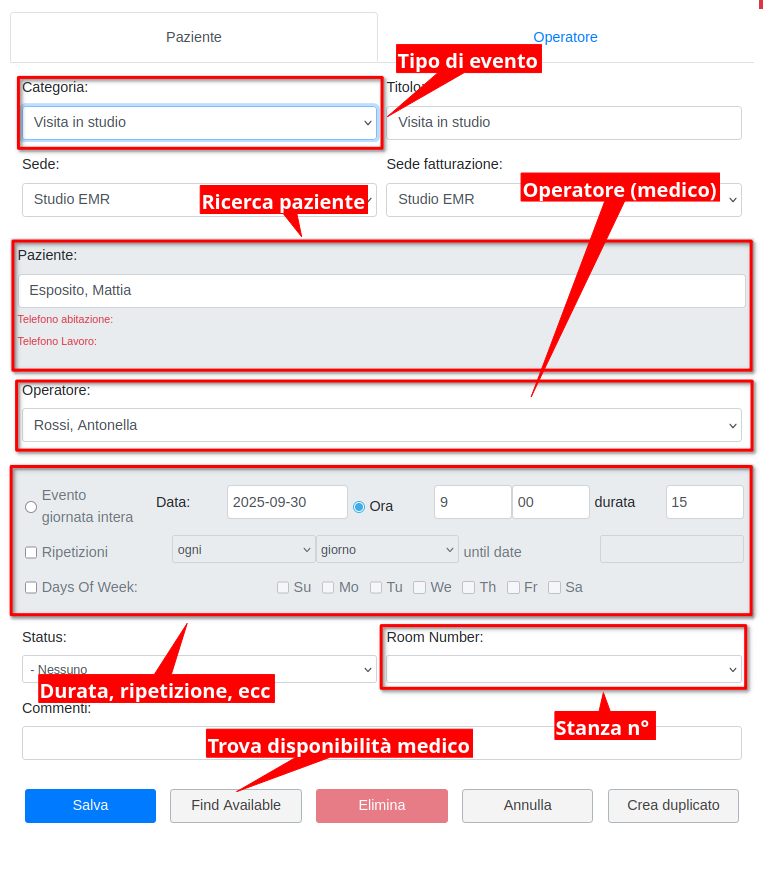 Paziente
Operatore
Tipo di evento
Categoria:
Titolo:
Visita in studio
Visita in studio
Sede:
Sede fatturazione:
Studio EMR
Studio EMR
Ricerca paziente
Operatore (medico)
Paziente:
Esposito, Mattia
Telefono abitazione:
Telefono Lavoro:
Operatore:
Rossi, Antonella
Evento giornata intera
Data:
2025-09-30
Ora
9
00
durata
15
Ripetizioni
ogni
giorno
until date
Days Of Week:
Su
Mo
Tu
We
Th
Fr
Sa
Status:
Room Number:
- Nessuno
Durata, ripetizione, ecc
Commenti:
Stanza n°
Trova disponibilità medico
Salva
Find Available
Elimina
Annulla
Crea duplicato